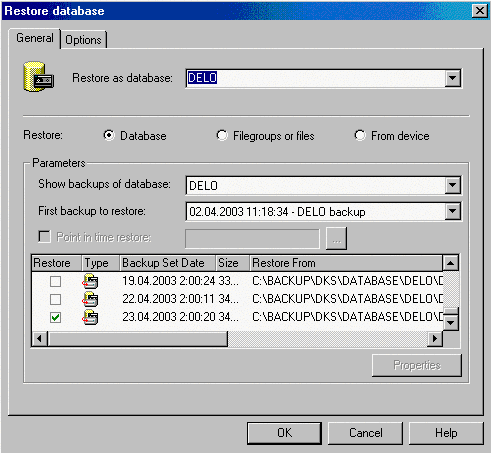 Restore database
General Options
Restore as database: DELO
Restore: Database Filegroups or files From device
Parameters
Show backups of database: DELO
First backup to restore: 02.04.2003 11:18:34 - DELO backup
Point in time restore: ...
Restore Type Backup Set Date Size Restore From
19.04.2003 2:00:24 33... C:\BACKUP\DKS\DATABASE\DELO\D
22.04.2003 2:00:11 34... C:\BACKUP\DKS\DATABASE\DELO\D
23.04.2003 2:00:20 34... C:\BACKUP\DKS\DATABASE\DELO\D
Properties
OK Cancel Help